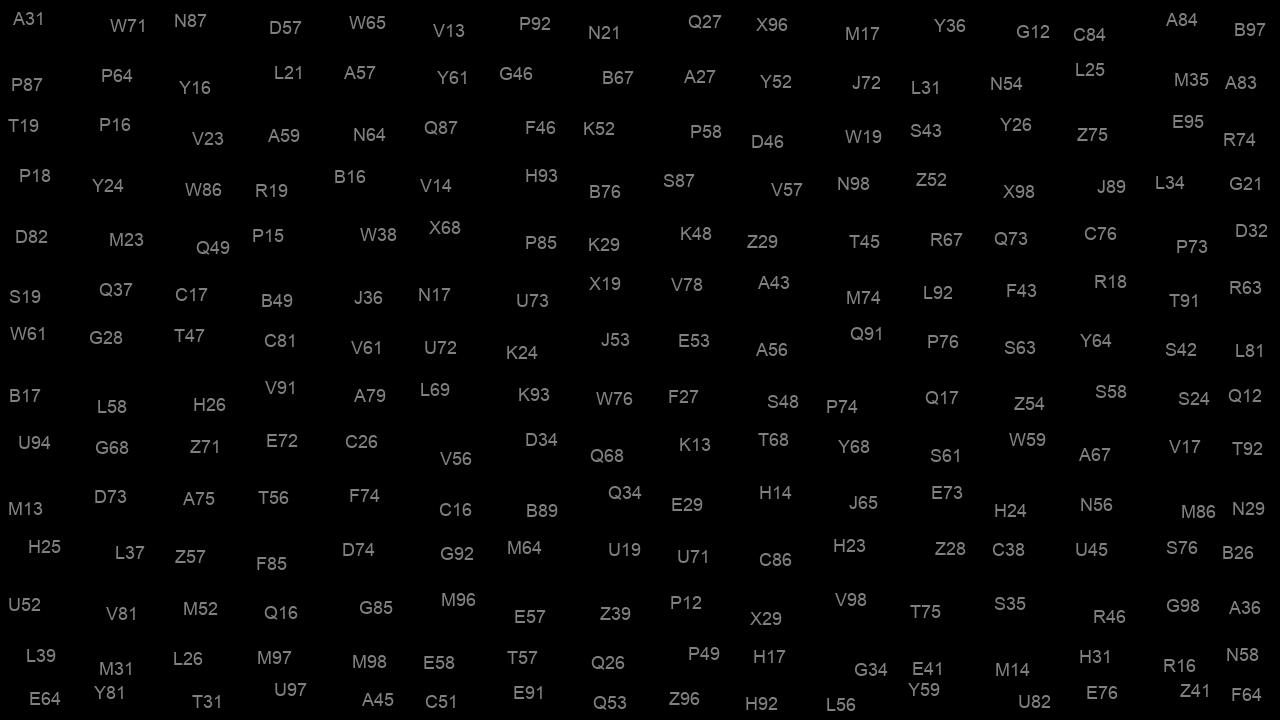 A31 W71 N87 D57 W65 V13 P92 N21 Q27 X96 M17 Y36 G12 C84 A84 B97
P87 P64 Y16 L21 A57 Y61 G46 B67 A27 Y52 J72 L31 N54 L25 M35 A83
T19 P16 V23 A59 N64 Q87 F46 K52 P58 D46 W19 S43 Y26 Z75 E95 R74
P18 Y24 W86 R19 B16 V14 H93 B76 S87 V57 N98 Z52 X98 J89 L34 G21
D82 M23 Q49 P15 W38 X68 P85 K29 K48 Z29 T45 R67 Q73 C76 P73 D32
S19 Q37 C17 B49 J36 N17 U73 X19 V78 A43 M74 L92 F43 R18 T91 R63
W61 G28 T47 C81 V61 U72 K24 J53 E53 A56 Q91 P76 S63 Y64 S42 L81
B17 L58 H26 V91 A79 L69 K93 W76 F27 S48 P74 Q17 Z54 S58 S24 Q12
U94 G68 Z71 E72 C26 V56 D34 Q68 K13 T68 Y68 S61 W59 A67 V17 T92
M13 D73 A75 T56 F74 C16 B89 Q34 E29 H14 J65 E73 H24 N56 M86 N29
H25 L37 Z57 F85 D74 G92 M64 U19 U71 C86 H23 Z28 C38 U45 S76 B26
U52 V81 M52 Q16 G85 M96 E57 Z39 P12 X29 V98 T75 S35 R46 G98 A36
L39 M31 L26 M97 M98 E58 T57 Q26 P49 H17 G34 E41 M14 H31 R16 N58
E64 Y81 T31 U97 A45 C51 E91 Q53 Z96 H92 L56 Y59 U82 E76 Z41 F64